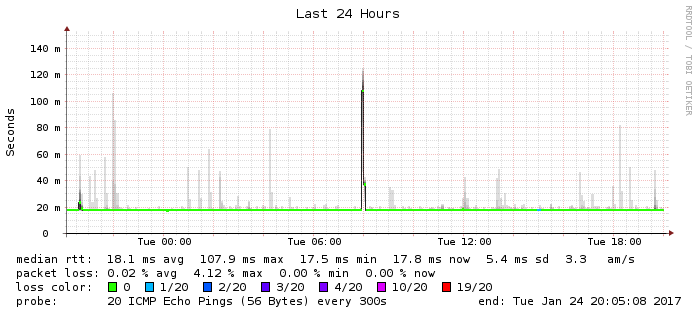 Last 24 Hours
RRDTOOL / TOBI OETIKER
Seconds
140 m
120 m
100 m
80 m
60 m
40 m
20 m
0
Tue 00:00 Tue 06:00 Tue 12:00 Tue 18:00
median rtt: 18.1 ms avg 107.9 ms max 17.5 ms min 17.8 ms now 5.4 ms sd 3.3 am/s
packet loss: 0.02 % avg 4.12 % max 0.00 % min 0.00 % now
loss color: 0 1/20 2/20 3/20 4/20 10/20 19/20
probe: 20 ICMP Echo Pings (56 Bytes) every 300s end: Tue Jan 24 20:05:08 2017